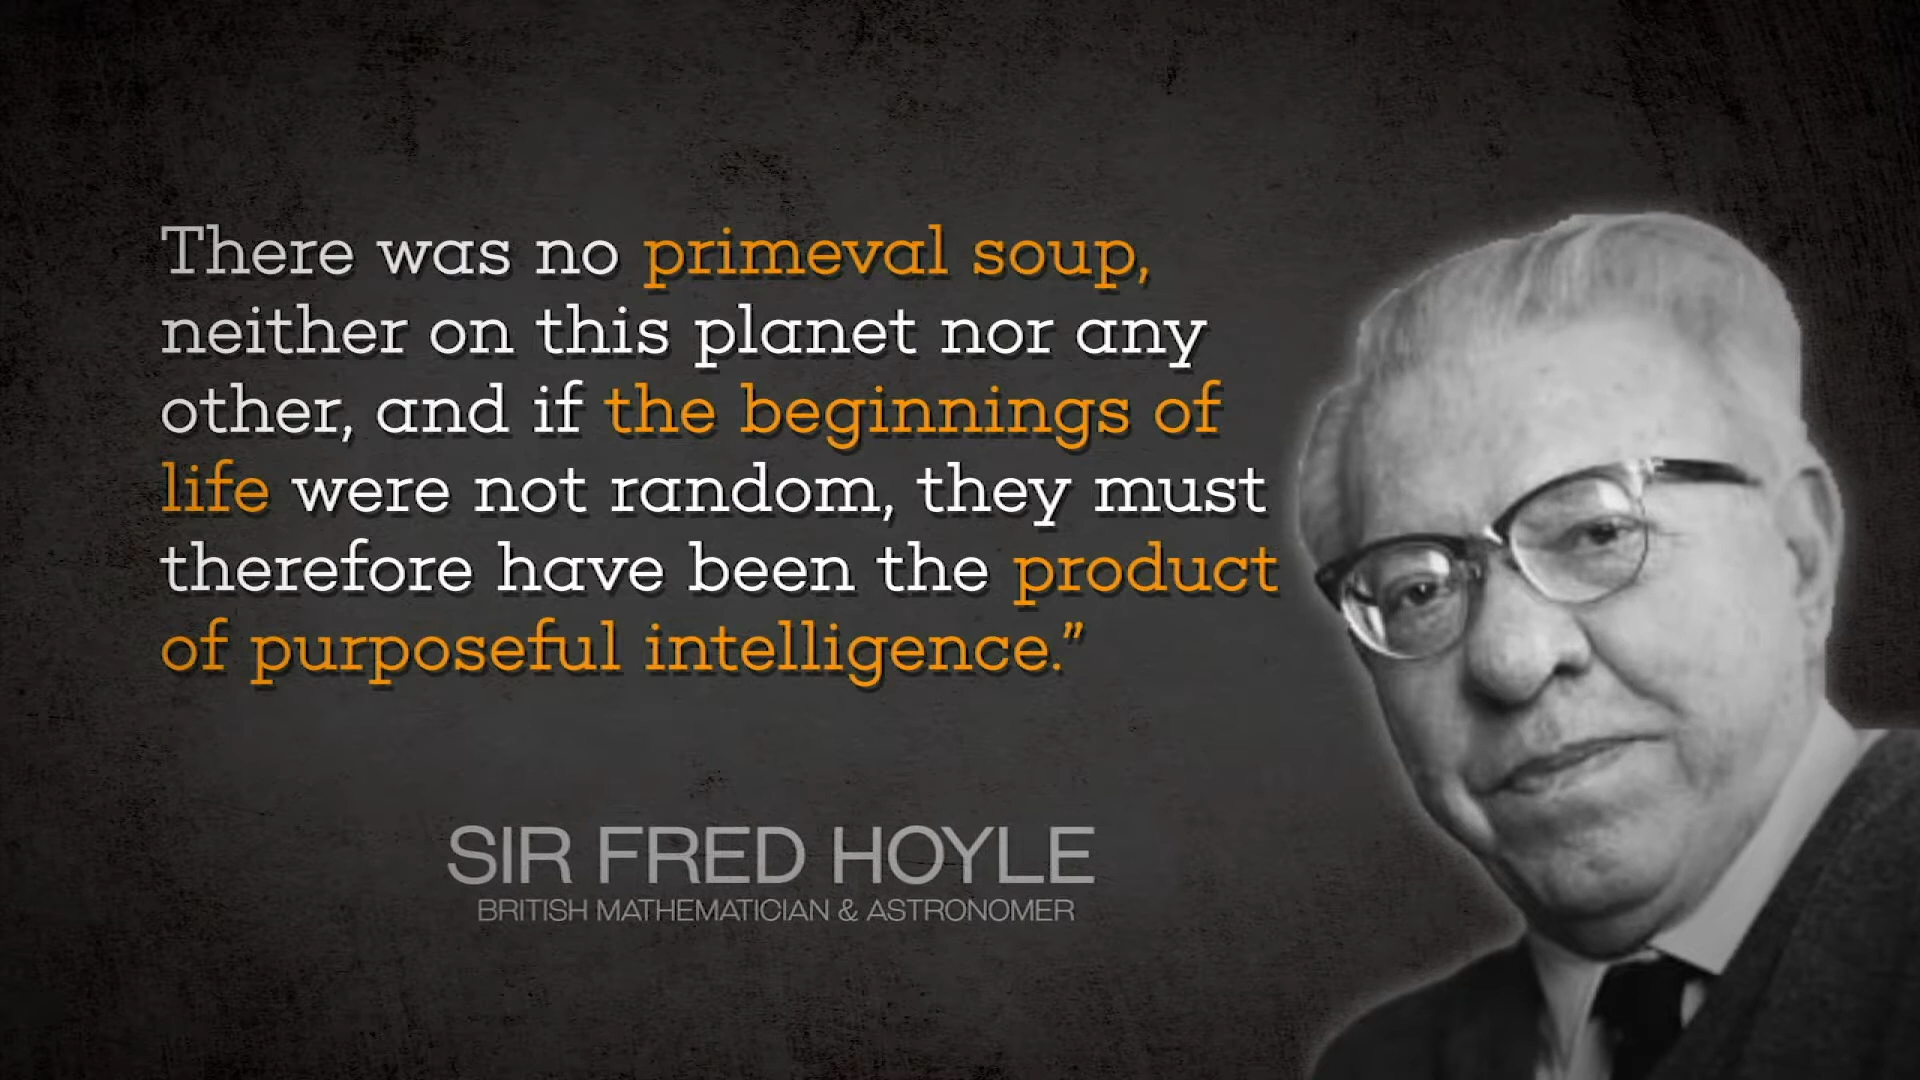 There was no primeval soup,
neither on this planet nor any
other, and if the beginnings of
life were not random, they must
therefore have been the product
of purposeful intelligence.”
SIR FRED HOYLE
BRITISH MATHEMATICIAN & ASTRONOMER